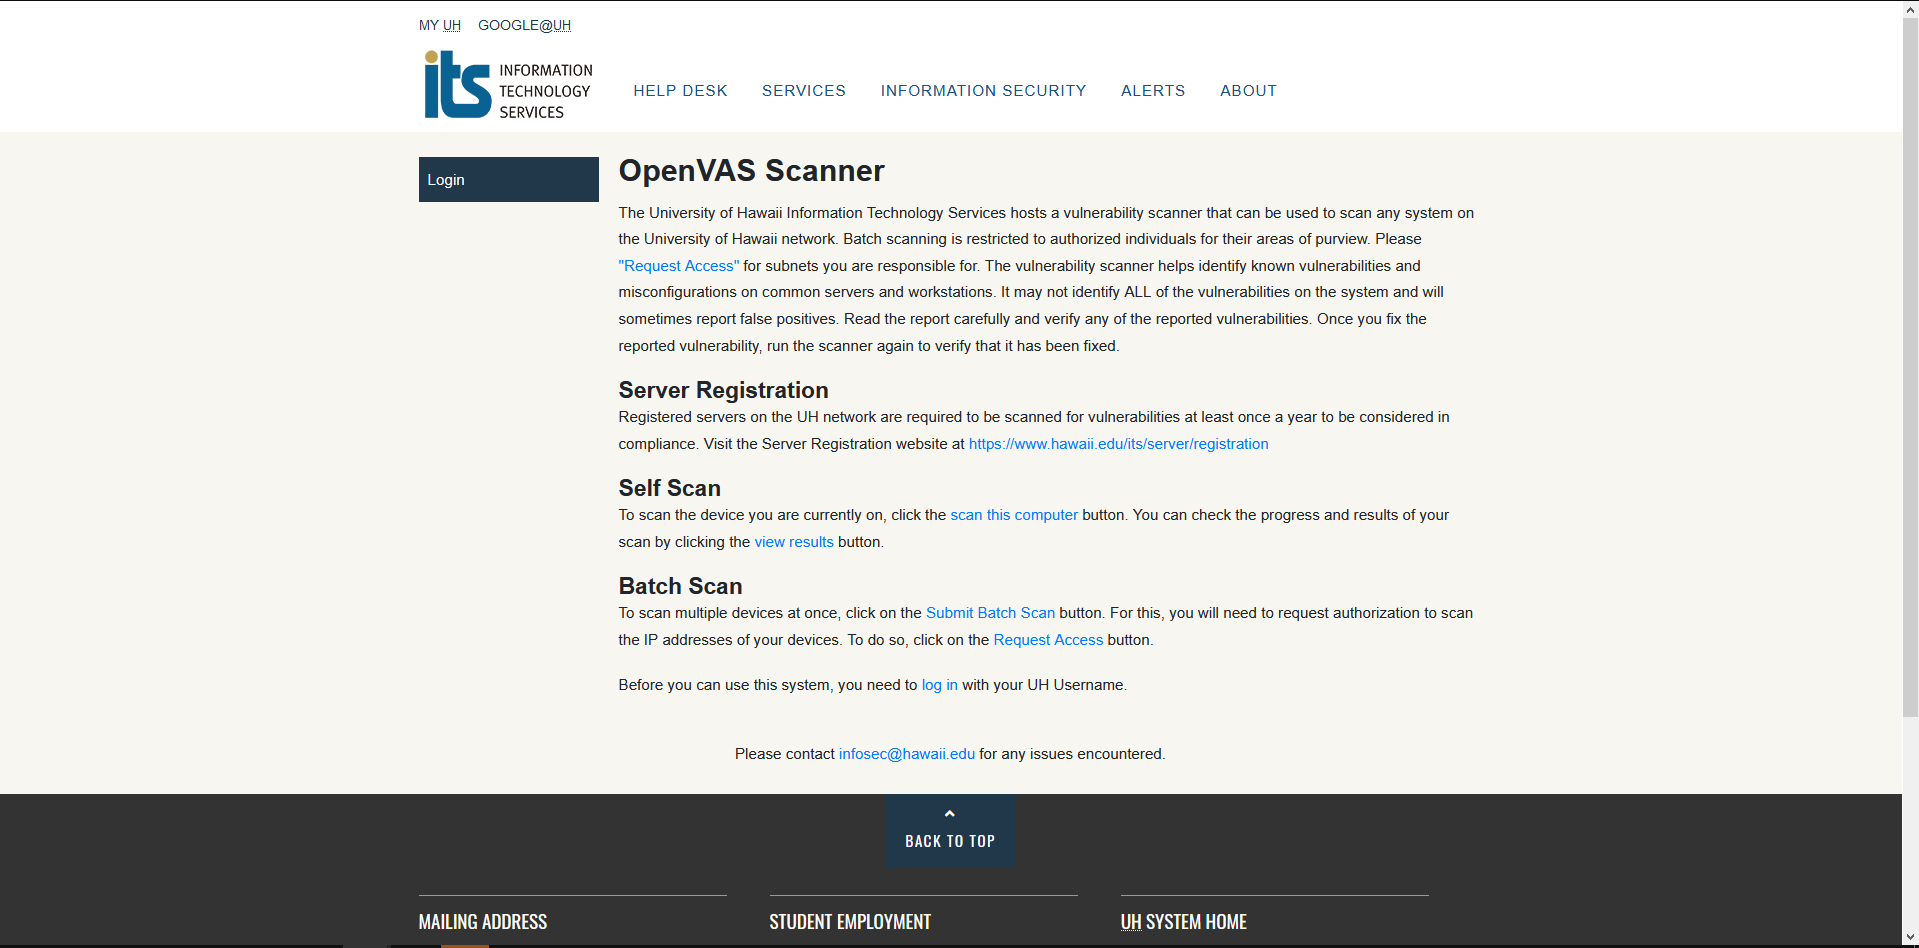 MY UH GOOGLE@UH
its INFORMATION
TECHNOLOGY
SERVICES
HELP DESK SERVICES INFORMATION SECURITY ALERTS ABOUT
Login
OpenVAS Scanner
The University of Hawaii Information Technology Services hosts a vulnerability scanner that can be used to scan any system on
the University of Hawaii network. Batch scanning is restricted to authorized individuals for their areas of purview. Please
"Request Access" for subnets you are responsible for. The vulnerability scanner helps identify known vulnerabilities and
misconfigurations on common servers and workstations. It may not identify ALL of the vulnerabilities on the system and will
sometimes report false positives. Read the report carefully and verify any of the reported vulnerabilities. Once you fix the
reported vulnerability, run the scanner again to verify that it has been fixed.
Server Registration
Registered servers on the UH network are required to be scanned for vulnerabilities at least once a year to be considered in
compliance. Visit the Server Registration website at https://www.hawaii.edu/its/server/registration
Self Scan
To scan the device you are currently on, click the scan this computer button. You can check the progress and results of your
scan by clicking the view results button.
Batch Scan
To scan multiple devices at once, click on the Submit Batch Scan button. For this, you will need to request authorization to scan
the IP addresses of your devices. To do so, click on the Request Access button.
Before you can use this system, you need to log in with your UH Username.
Please contact infosec@hawaii.edu for any issues encountered.
BACK TO TOP
MAILING ADDRESS STUDENT EMPLOYMENT UH SYSTEM HOME